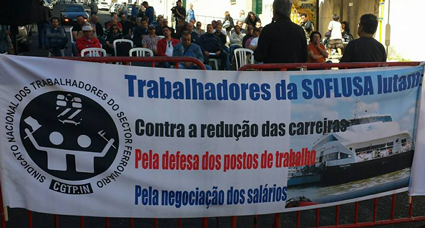 SINDICATO NACIONAL DOS TRABALHADORES DO SECTOR FERROVIÁRIO
CGTP.IN
Trabalhadores da SOFLUSA lutam
Contra a redução das carreiras
Pela defesa dos postos de trabalho
Pela negociação dos salários